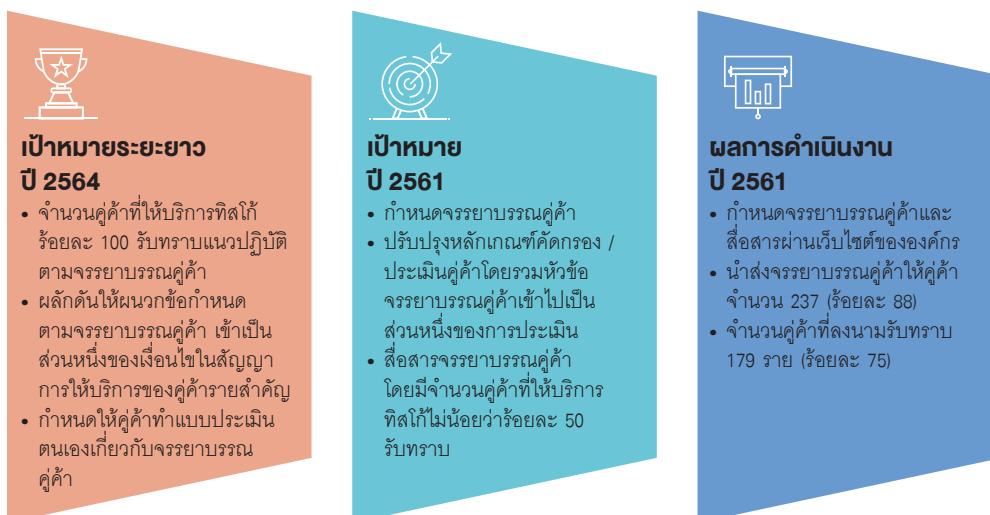 เป้าหมายระยะยาว
ปี 2564
• จำนวนคู่ค้าที่ให้บริการทิสโก้
ร้อยละ 100 รับทราบแนวปฏิบัติ
ตามจรรยาบรรณคู่ค้า
• ผลักดันให้ผนวกข้อกำหนด
ตามจรรยาบรรณคู่ค้า เข้าเป็น
ส่วนหนึ่งของเงื่อนไขในสัญญา
การให้บริการของคู่ค้ารายสำคัญ
• กำหนดให้คู่ค้าทำแบบประเมิน
ตนเองเกี่ยวกับจรรยาบรรณ
คู่ค้า
เป้าหมาย
ปี 2561
• กำหนดจรรยาบรรณคู่ค้า
• ปรับปรุงหลักเกณฑ์คัดกรอง /
ประเมินคู่ค้าโดยรวมหัวข้อ
จรรยาบรรณคู่ค้าเข้าไปเป็น
ส่วนหนึ่งของการประเมิน
• สื่อสารจรรยาบรรณคู่ค้า
โดยมีจำนวนคู่ค้าที่ให้บริการ
ทิสโก้ไม่น้อยกว่าร้อยละ 50
รับทราบ
ผลการดำเนินงาน
ปี 2561
• กำหนดจรรยาบรรณคู่ค้าและ
สื่อสารผ่านเว็บไซต์ขององค์กร
• นำส่งจรรยาบรรณคู่ค้าให้คู่ค้า
จำนวน 237 (ร้อยละ 88)
• จำนวนคู่ค้าที่ลงนามรับทราบ
179 ราย (ร้อยละ 75)